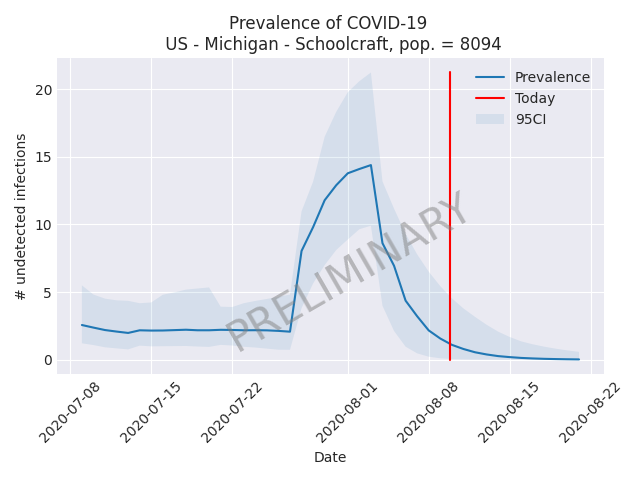 Prevalence of COVID-19
US - Michigan - Schoolcraft, pop. = 8094
# undetected infections
20
15
10
5
0
Prevalence
Today
95CI
PRELIMINARY
2020-07-08
2020-07-15
2020-07-22
2020-08-01
2020-08-08
2020-08-15
2020-08-22
Date